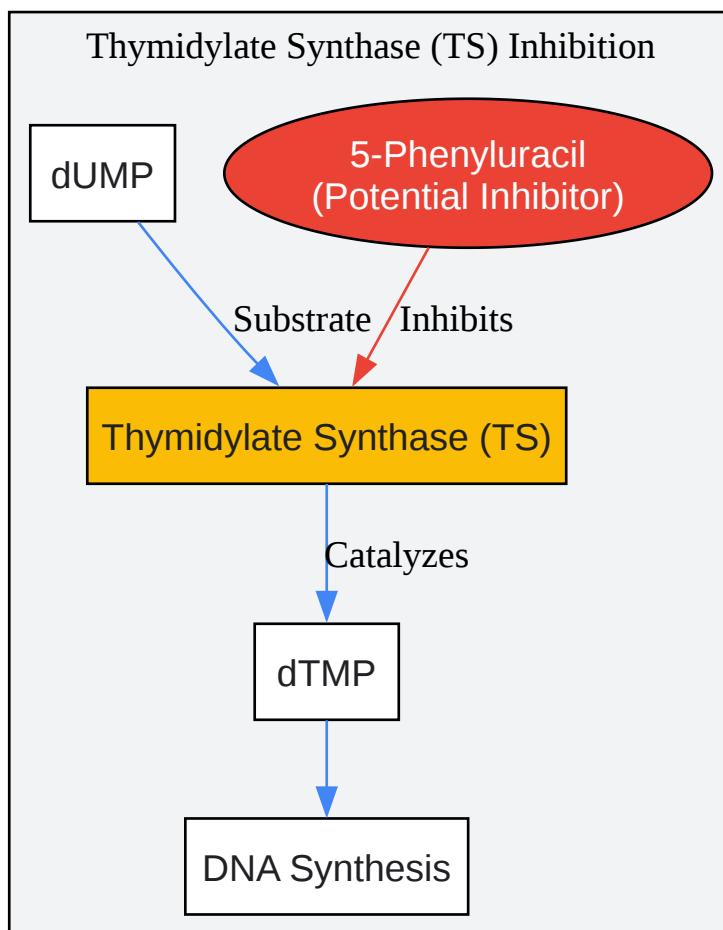 Thymidylate Synthase (TS) Inhibition
dUMP
5-Phenyluracil
(Potential Inhibitor)
Substrate
Inhibits
Thymidylate Synthase (TS)
Catalyzes
dTMP
DNA Synthesis